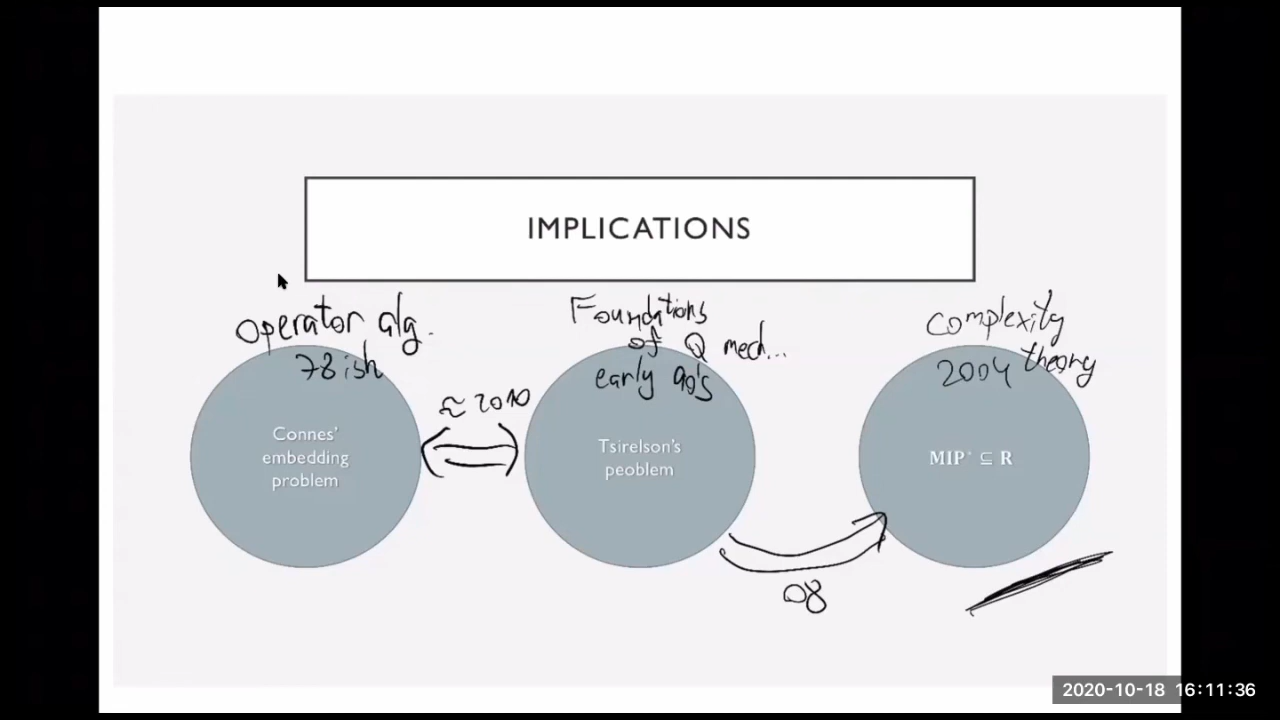 IMPLICATIONS
Operator alg.
78 ish
Connes'
embedding
problem
≈ 2010
Foundations
of Q mech...
early 90's
Tsirelson's
peoblem
08
Complexity
theory
2004
MIP* ⊆ R
2020-10-18 16:11:36